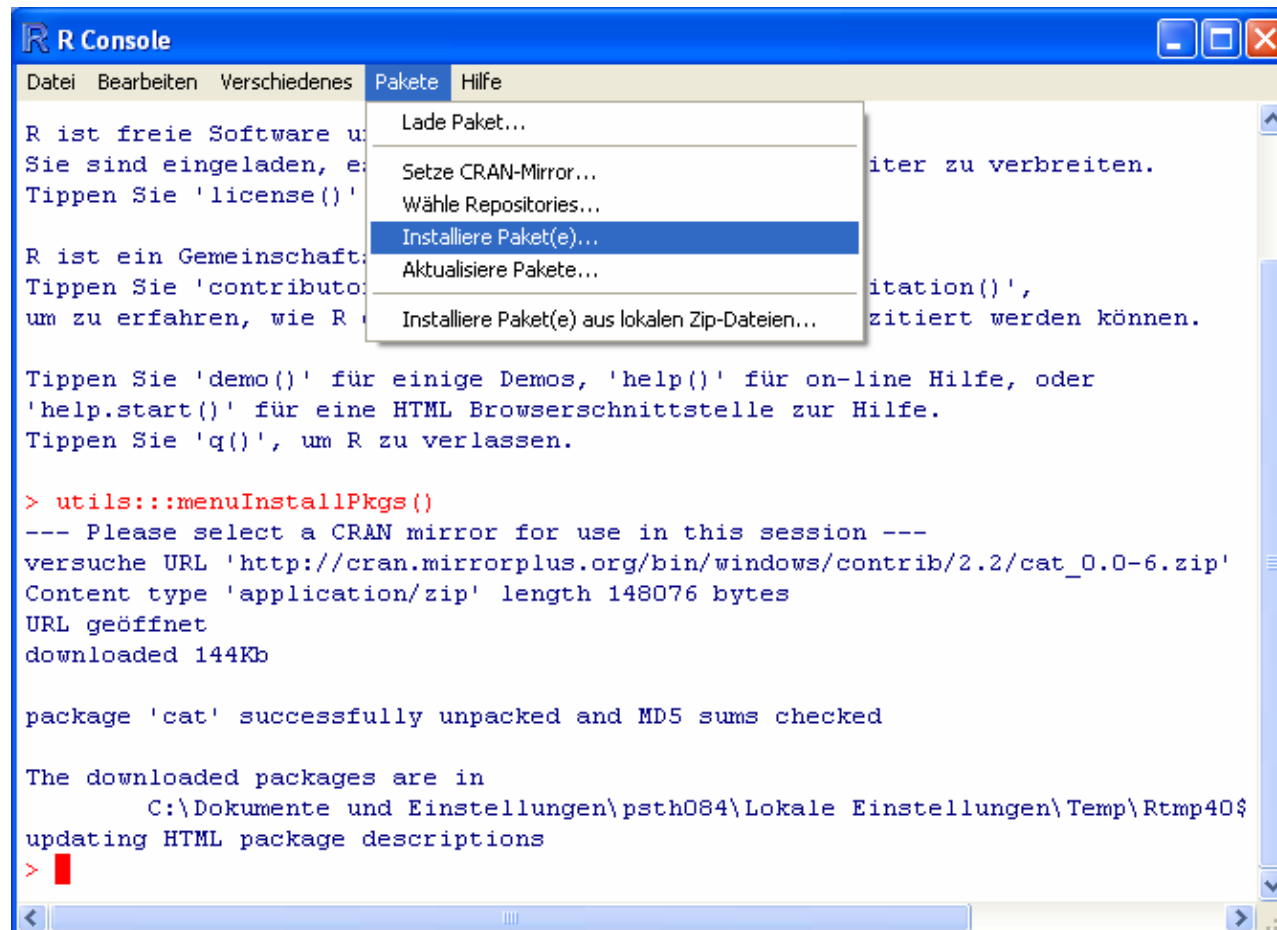 R Console
Datei Bearbeiten Verschiedenes Pakete Hilfe
Lade Paket...
Setze CRAN-Mirror...
Wähle Repositories...
Installiere Paket(e)...
Aktualisiere Pakete...
Installiere Paket(e) aus lokalen Zip-Dateien...
R ist freie Software
Sie sind eingeladen, iter zu verbreiten.
Tippen Sie 'license()'
R ist ein
Tippen Sie itation()',
um zu erfahren, wie R zitiert werden können.
Tippen Sie 'demo()' für einige Demos, 'help()' für on-line Hilfe, oder
'help.start()' für eine HTML Browserschnittstelle zur Hilfe.
Tippen Sie 'q()', um R zu verlassen.
> utils:::menuInstallPkgs()
--- Please select a CRAN mirror for use in this session ---
versuche URL 'http://cran.mirrorplus.org/bin/windows/contrib/2.2/cat_0.0-6.zip'
Content type 'application/zip' length 148076 bytes
URL geöffnet
downloaded 144Kb
package 'cat' successfully unpacked and MD5 sums checked
The downloaded packages are in
C:\Dokumente und Einstellungen\psth084\Lokale Einstellungen\Temp\Rtmp40$
updating HTML package descriptions
>